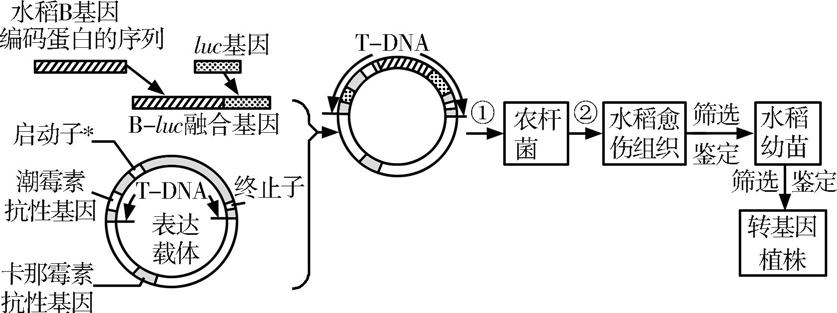 水稻B基因
编码蛋白的序列
luc基因
B-luc融合基因
启动子*
潮霉素
抗性基因
T-DNA
终止子
表达
载体
卡那霉素
抗性基因
T-DNA
①
农杆
菌
②
水稻愈
伤组织
筛选
鉴定
水稻
幼苗
筛选
鉴定
转基因
植株